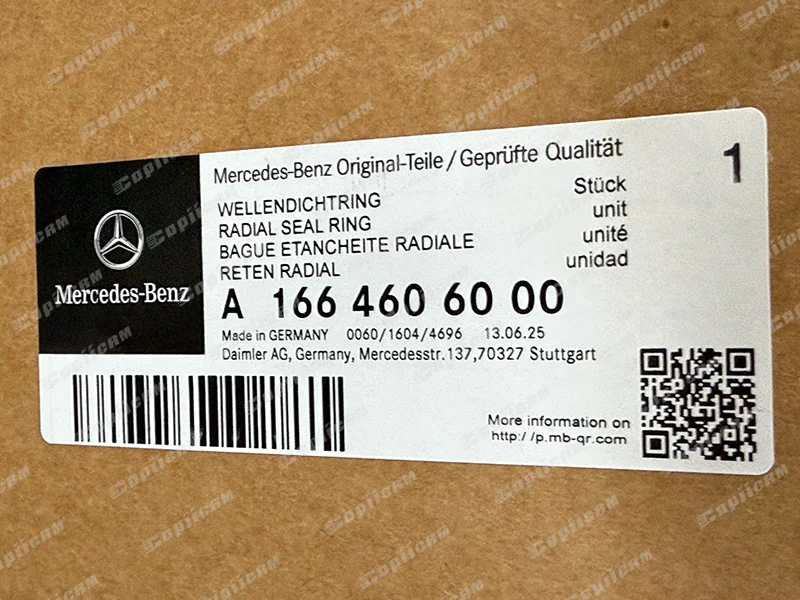 Mercedes-Benz
Mercedes-Benz Original-Teile / Geprüfte Qualität
1
WELLENDICHTRING
RADIAL SEAL RING
BAGUE ETANCHEITE RADIALE
RETEN RADIAL
Stück
unit
unité
unidad
A 166 460 60 00
Made in GERMANY 0060/1604/4696 13.06.25
Daimler AG, Germany, Mercedesstr.137,70327 Stuttgart
More information on
http://p.mb-qr.com
Copiicam